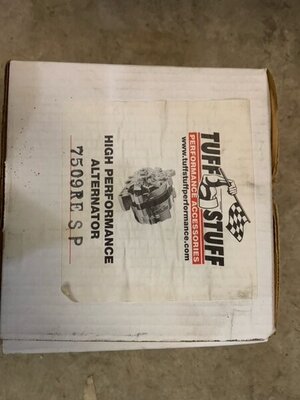 TUFF STUFF
PERFORMANCE ACCESSORIES
www.tuffstuffperformance.com
HIGH PERFORMANCE
ALTERNATOR
7509RE SP